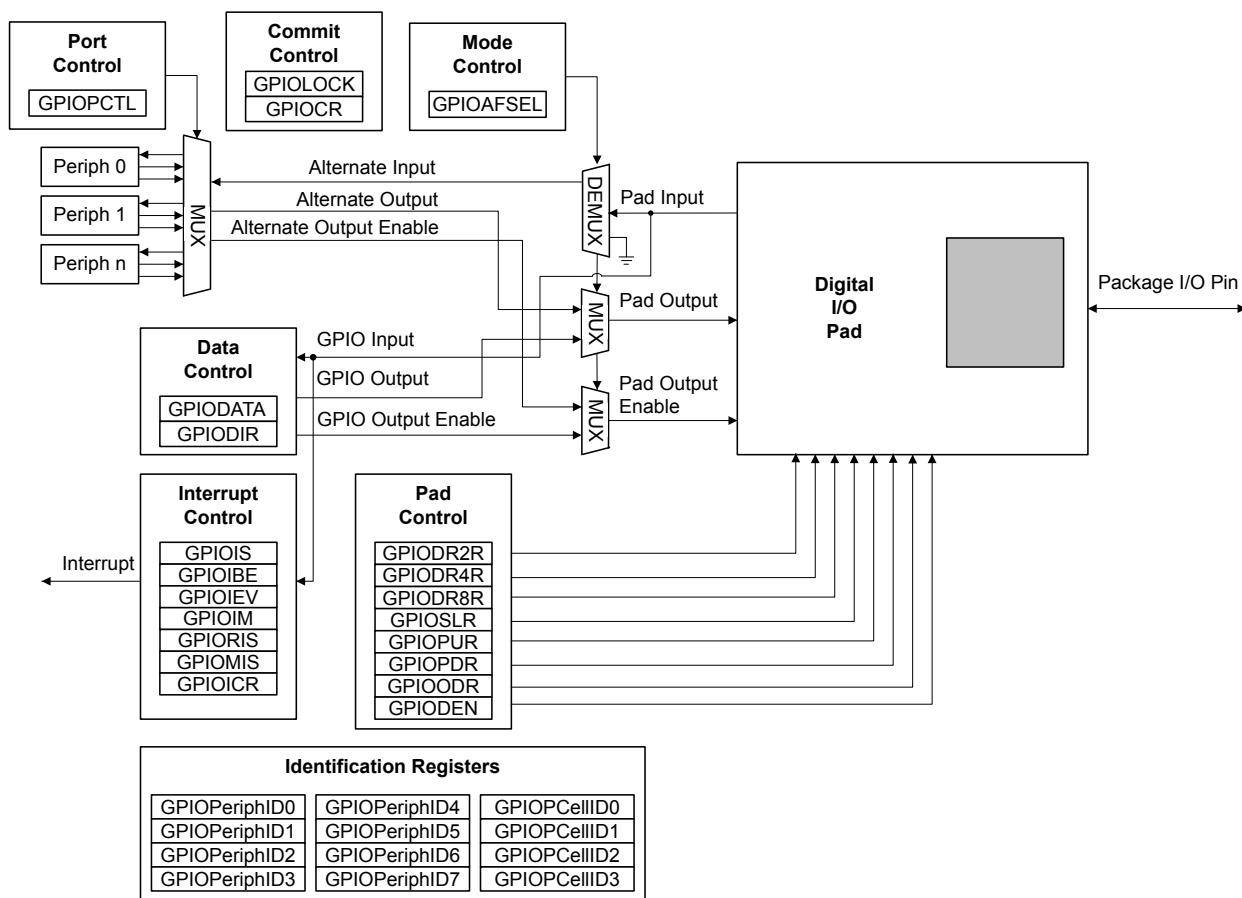 Port
Control
GPIOPCTL
Commit
Control
GPIOLOCK
GPIOCR
Mode
Control
GPIOAFSEL
Periph 0
Periph 1
Periph n
MUX
Alternate Input
Alternate Output
Alternate Output Enable
DEMUX
Pad Input
MUX
Pad Output
MUX
Pad Output
Enable
Digital
I/O
Pad
Package I/O Pin
Data
Control
GPIODATA
GPIODIR
GPIO Input
GPIO Output
GPIO Output Enable
Interrupt
Control
GPIOIS
GPIOIBE
GPIOIEV
GPIOIM
GPIORIS
GPIOMIS
GPIOICR
Interrupt
Pad
Control
GPIODR2R
GPIODR4R
GPIODR8R
GPIOSLR
GPIOPUR
GPIOPDR
GPIOODR
GPIODEN
Identification Registers
GPIOPeriphID0
GPIOPeriphID1
GPIOPeriphID2
GPIOPeriphID3
GPIOPeriphID4
GPIOPeriphID5
GPIOPeriphID6
GPIOPeriphID7
GPIOPCellID0
GPIOPCellID1
GPIOPCellID2
GPIOPCellID3